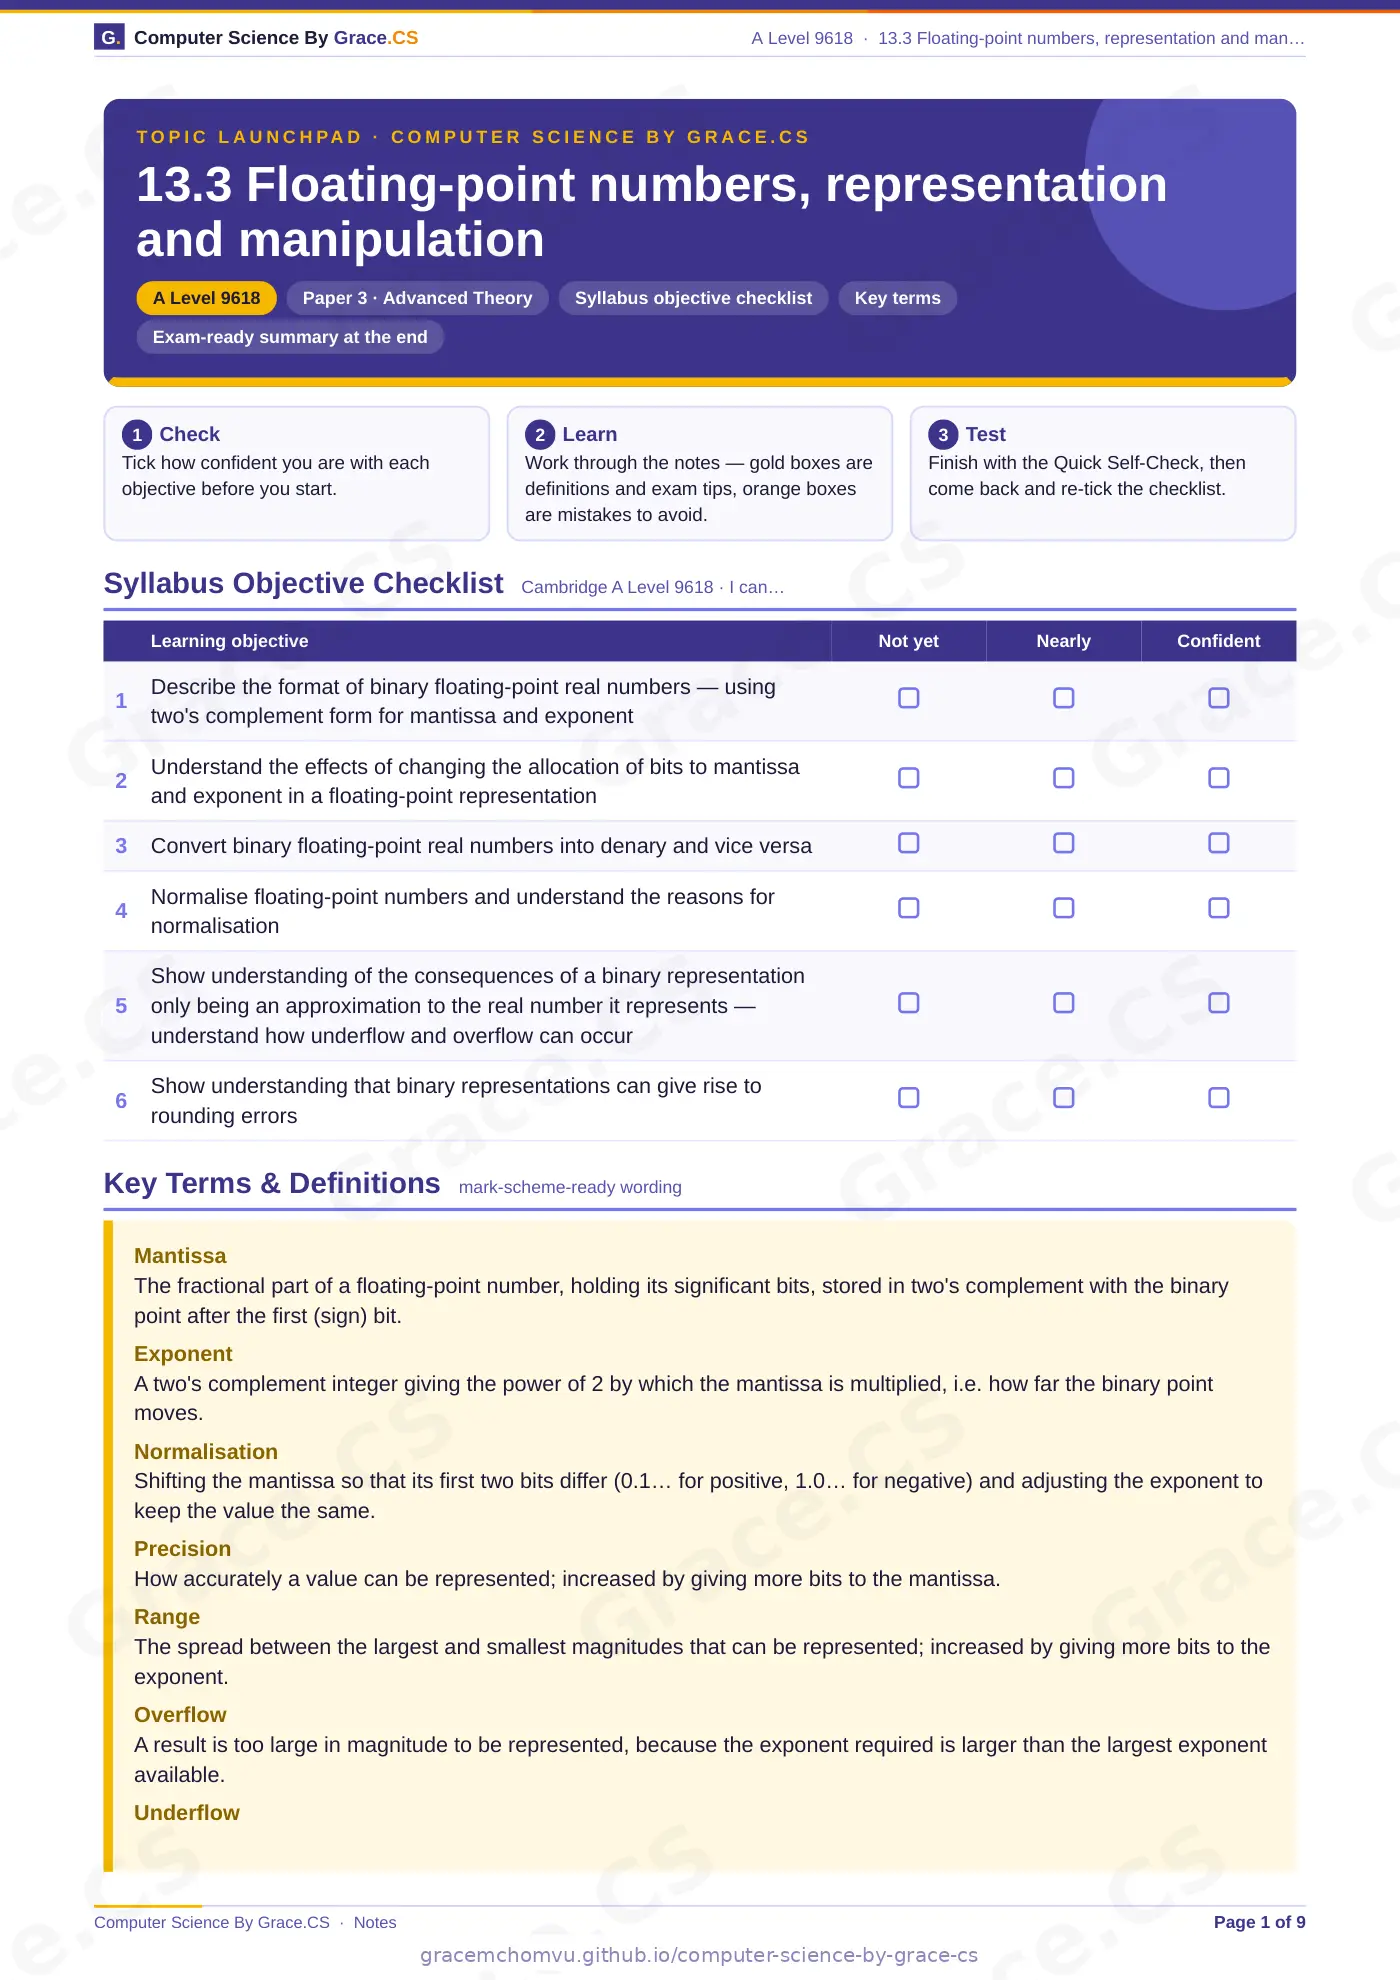 G. Computer Science By Grace.CS
A Level 9618 · 13.3 Floating-point numbers, representation and man…
TOPIC LAUNCHPAD · COMPUTER SCIENCE BY GRACE.CS
13.3 Floating-point numbers, representation
and manipulation
A Level 9618
Paper 3 · Advanced Theory
Syllabus objective checklist
Key terms
Exam-ready summary at the end
1 Check
Tick how confident you are with each
objective before you start.
2 Learn
Work through the notes — gold boxes are
definitions and exam tips, orange boxes
are mistakes to avoid.
3 Test
Finish with the Quick Self-Check, then
come back and re-tick the checklist.
Syllabus Objective Checklist Cambridge A Level 9618 · I can…
Learning objective Not yet Nearly Confident
1 Describe the format of binary floating-point real numbers — using
two's complement form for mantissa and exponent
2 Understand the effects of changing the allocation of bits to mantissa
and exponent in a floating-point representation
3 Convert binary floating-point real numbers into denary and vice versa
4 Normalise floating-point numbers and understand the reasons for
normalisation
5 Show understanding of the consequences of a binary representation
only being an approximation to the real number it represents —
understand how underflow and overflow can occur
6 Show understanding that binary representations can give rise to
rounding errors
Key Terms & Definitions mark-scheme-ready wording
Mantissa
The fractional part of a floating-point number, holding its significant bits, stored in two's complement with the binary
point after the first (sign) bit.
Exponent
A two's complement integer giving the power of 2 by which the mantissa is multiplied, i.e. how far the binary point
moves.
Normalisation
Shifting the mantissa so that its first two bits differ (0.1… for positive, 1.0… for negative) and adjusting the exponent to
keep the value the same.
Precision
How accurately a value can be represented; increased by giving more bits to the mantissa.
Range
The spread between the largest and smallest magnitudes that can be represented; increased by giving more bits to the
exponent.
Overflow
A result is too large in magnitude to be represented, because the exponent required is larger than the largest exponent
available.
Underflow
Computer Science By Grace.CS · Notes
Page 1 of 9
gracemchomvu.github.io/computer-science-by-grace-cs